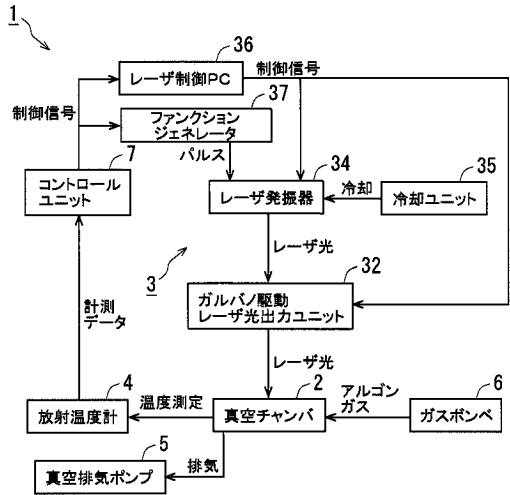 1
36
レーザ制御PC
制御信号
37
制御信号
ファンクション
ジェネレータ
パルス
7
コントロール
ユニット
34
レーザ発振器
冷却
35
冷却ユニット
レーザ光
3
32
ガルバノ駆動
レーザ光出力ユニット
計測
データ
レーザ光
4
放射温度計
温度測定
2
真空チャンバ
アルゴン
ガス
6
ガスボンベ
5
真空排気ポンプ
排気